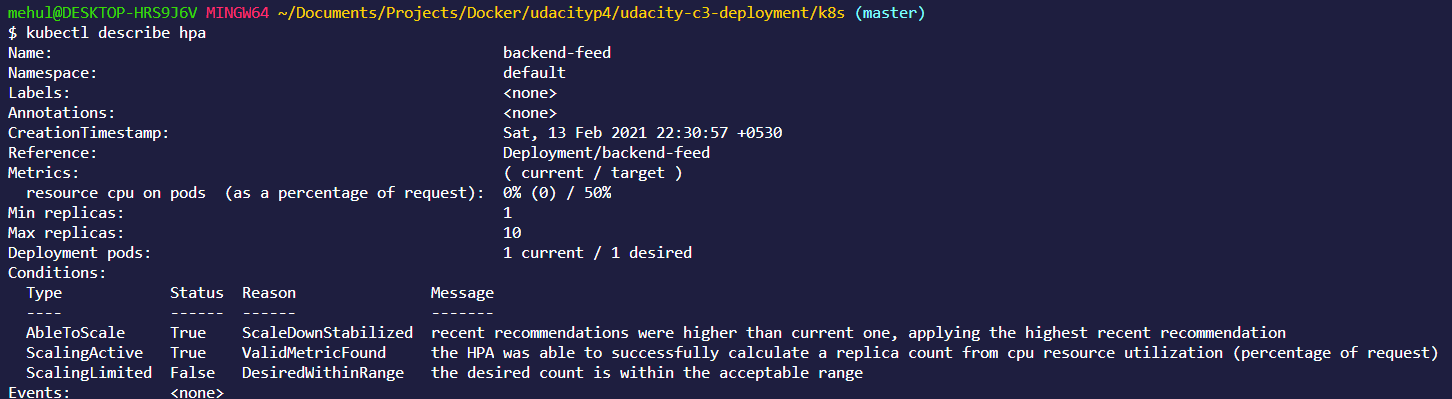 mehul@DESKTOP-HRS9J6V MINGW64 ~/Documents/Projects/Docker/udacityp4/udacity-c3-deployment/k8s (master)
$ kubectl describe hpa
Name:                                                  backend-feed
Namespace:                                             default
Labels:                                                <none>
Annotations:                                           <none>
CreationTimestamp:                                     Sat, 13 Feb 2021 22:30:57 +0530
Reference:                                             Deployment/backend-feed
Metrics:                                               ( current / target )
  resource cpu on pods  (as a percentage of request):  0% (0) / 50%
Min replicas:                                          1
Max replicas:                                          10
Deployment pods:                                       1 current / 1 desired
Conditions:
  Type            Status  Reason               Message
  ----            ------  ------               -------
  AbleToScale     True    ScaleDownStabilized  recent recommendations were higher than current one, applying the highest recent recommendation
  ScalingActive   True    ValidMetricFound     the HPA was able to successfully calculate a replica count from cpu resource utilization (percentage of request)
  ScalingLimited  False   DesiredWithinRange   the desired count is within the acceptable range
Events:           <none>